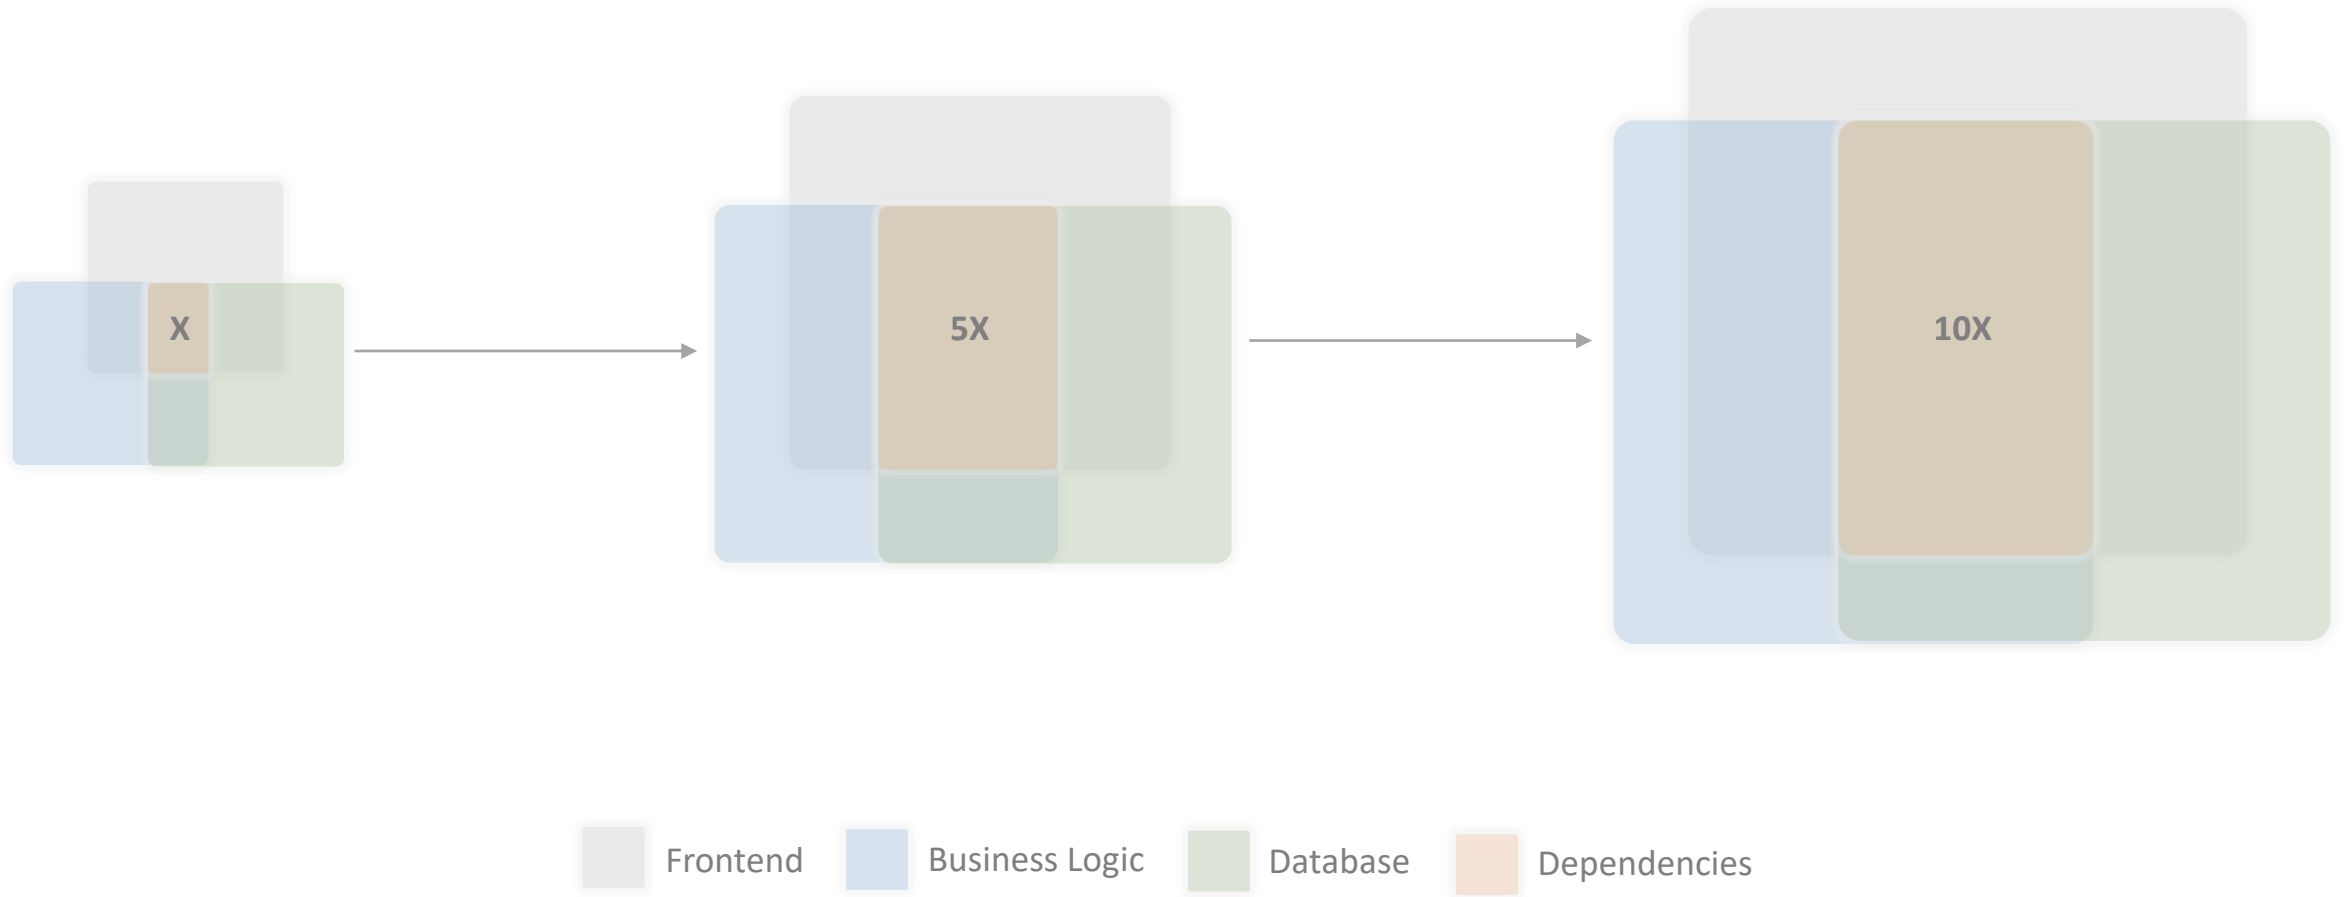 X
5X
10X
Frontend
Business Logic
Database
Dependencies